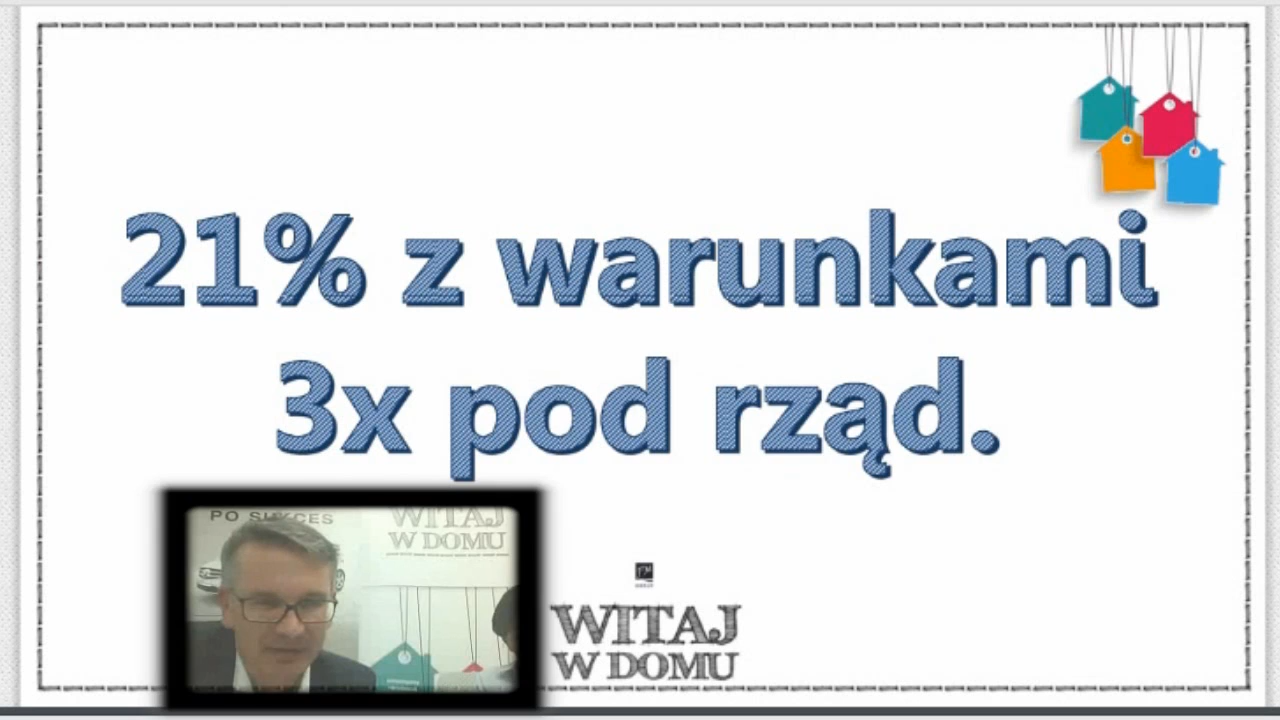 21% z warunkami
3x pod rząd.
PO SUKCES
WITAJ
W DOMU
WITAJ
W DOMU